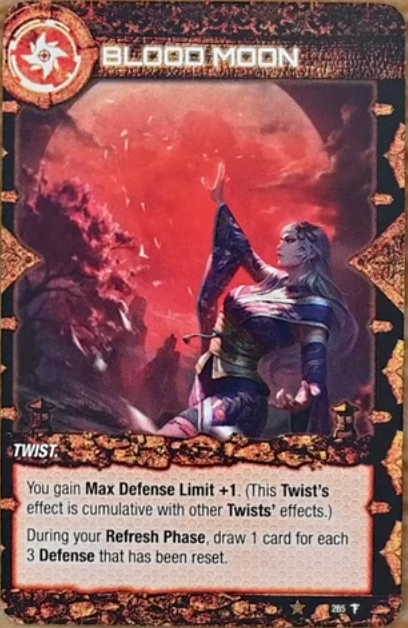 BLOOD MOON
TWIST.
You gain Max Defense Limit +1. (This Twist's
effect is cumulative with other Twists' effects.)
During your Refresh Phase, draw 1 card for each
3 Defense that has been reset.
285